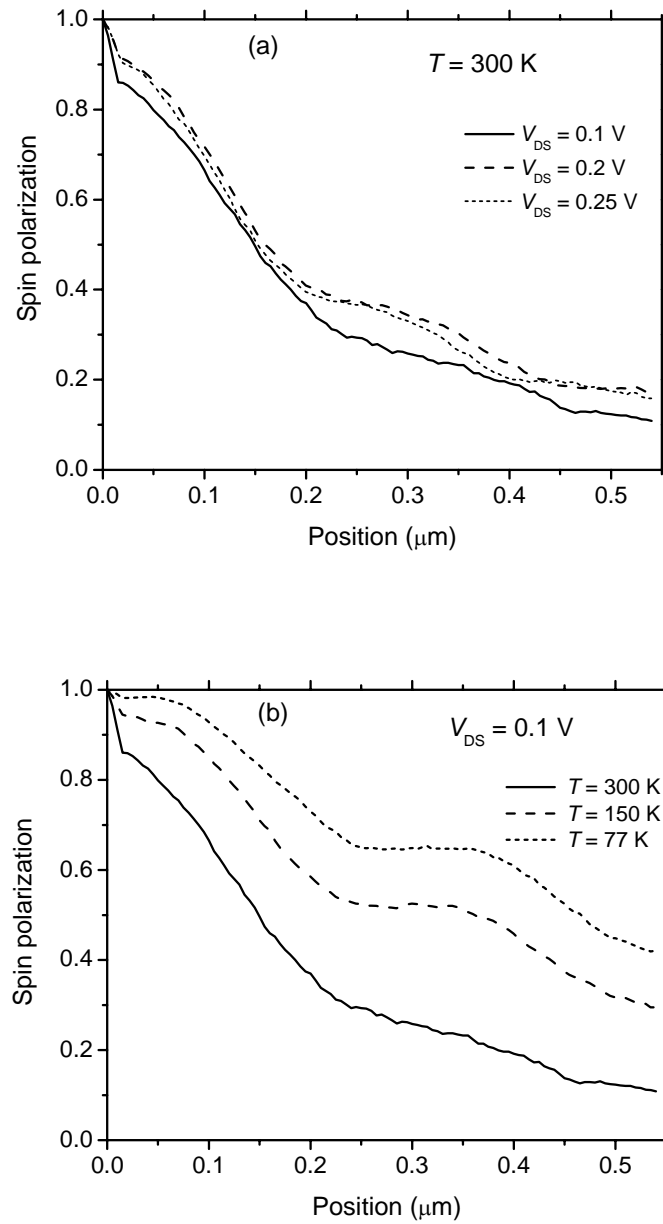 1.0
(a)
T = 300 K
0.8
V_DS = 0.1 V
V_DS = 0.2 V
V_DS = 0.25 V
0.6
0.4
0.2
0.0
Spin polarization
0.0 0.1 0.2 0.3 0.4 0.5
Position (μm)
1.0
(b)
V_DS = 0.1 V
0.8
T = 300 K
T = 150 K
T = 77 K
0.6
0.4
0.2
0.0
Spin polarization
0.0 0.1 0.2 0.3 0.4 0.5
Position (μm)